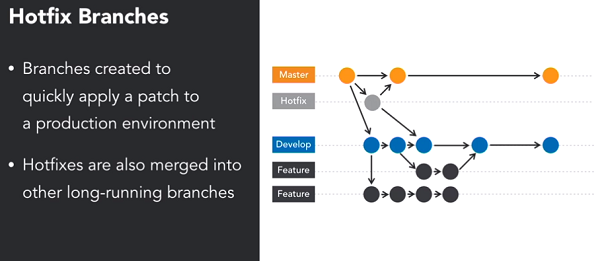 Hotfix Branches
• Branches created to
quickly apply a patch to
a production environment
• Hotfixes are also merged into
other long-running branches
Master
Hotfix
Develop
Feature
Feature